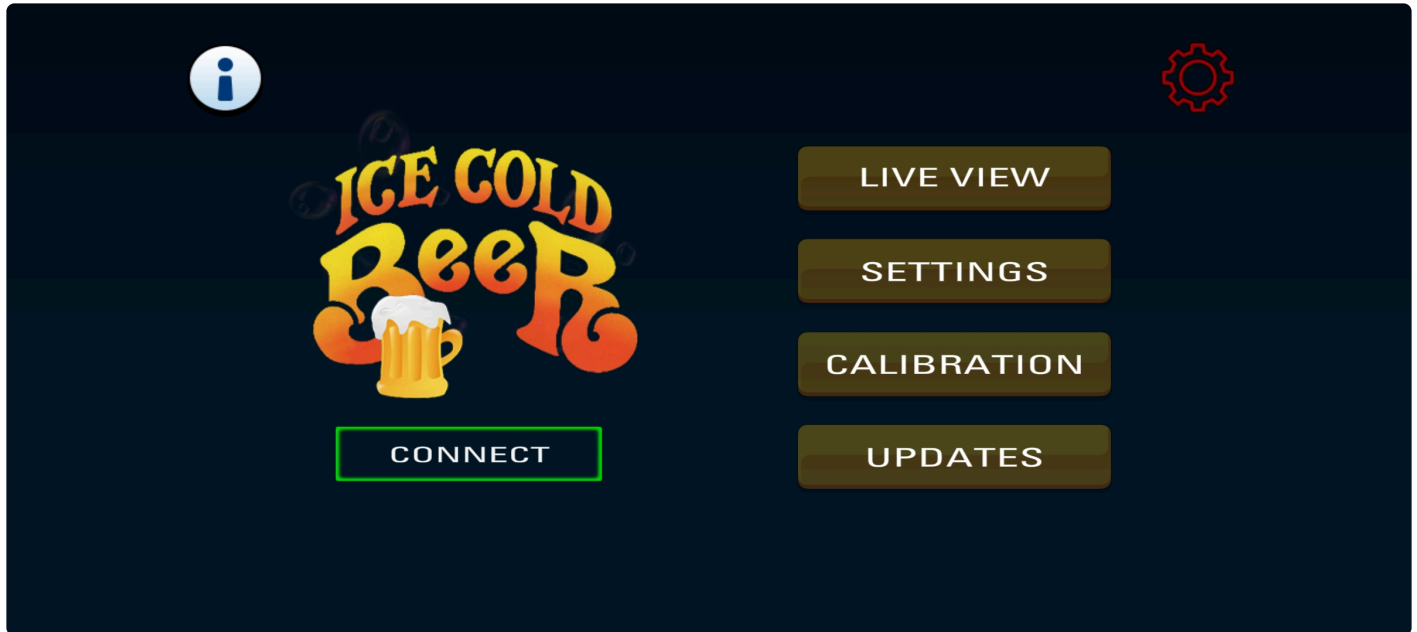 ICE COLD
BeeR
CONNECT
LIVE VIEW
SETTINGS
CALIBRATION
UPDATES